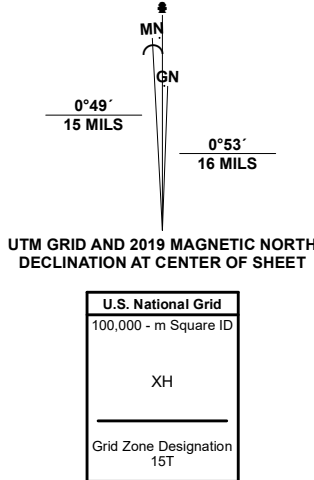 MN
GN
0°49´
15 MILS
0°53´
16 MILS
UTM GRID AND 2019 MAGNETIC NORTH
DECLINATION AT CENTER OF SHEET
U.S. National Grid
100,000 - m Square ID
XH
Grid Zone Designation
15T